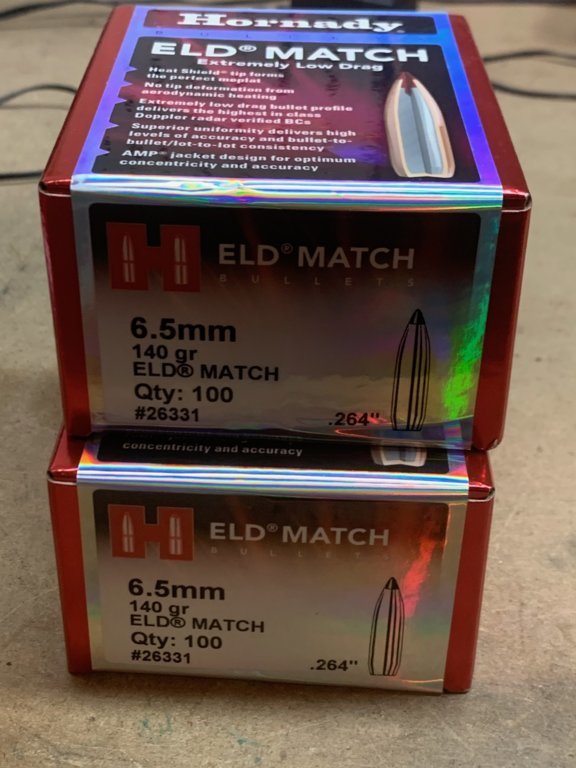 Hornady®
BULLETS
ELD® MATCH
Extremely Low Drag
Heat Shield™ tip forms
the perfect meplat
No tip deformation from
aerodynamic heating
Extremely low drag bullet profile
delivers the highest in class
Doppler radar verified BCs
Superior uniformity delivers high
levels of accuracy and bullet-to-
bullet/lot-to-lot consistency
AMP® jacket design for optimum
concentricity and accuracy
H ELD® MATCH
BULLETS
6.5mm
140 gr
ELD® MATCH
Qty: 100
#26331
.264"
concentricity and accuracy
H ELD® MATCH
BULLETS
6.5mm
140 gr
ELD® MATCH
Qty: 100
#26331
.264"